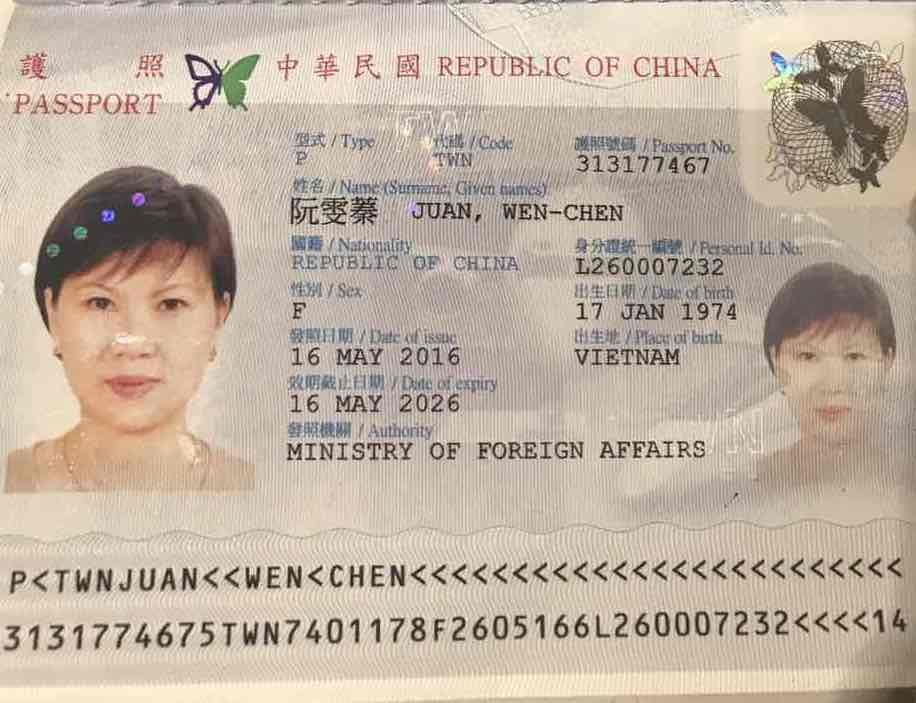 護 照 中華民國 REPUBLIC OF CHINA
PASSPORT
型式 / Type 代碼 / Code 護照號碼 / Passport No.
P TWN 313177467
姓名 / Name (Surname, Given names)
阮雯蓁 JUAN, WEN-CHEN
國籍 / Nationality 身分證統一編號 / Personal Id. No.
REPUBLIC OF CHINA L260007232
性別 / Sex 出生日期 / Date of birth
F 17 JAN 1974
發照日期 / Date of issue 出生地 / Place of birth
16 MAY 2016 VIETNAM
效期截止日期 / Date of expiry
16 MAY 2026
發照機關 / Authority
MINISTRY OF FOREIGN AFFAIRS
P<TWNJUAN<<WEN<CHEN<<<<<<<<<<<<<<<<<<<<<<<<<
3131774675TWN7401178F2605166L260007232<<<<14